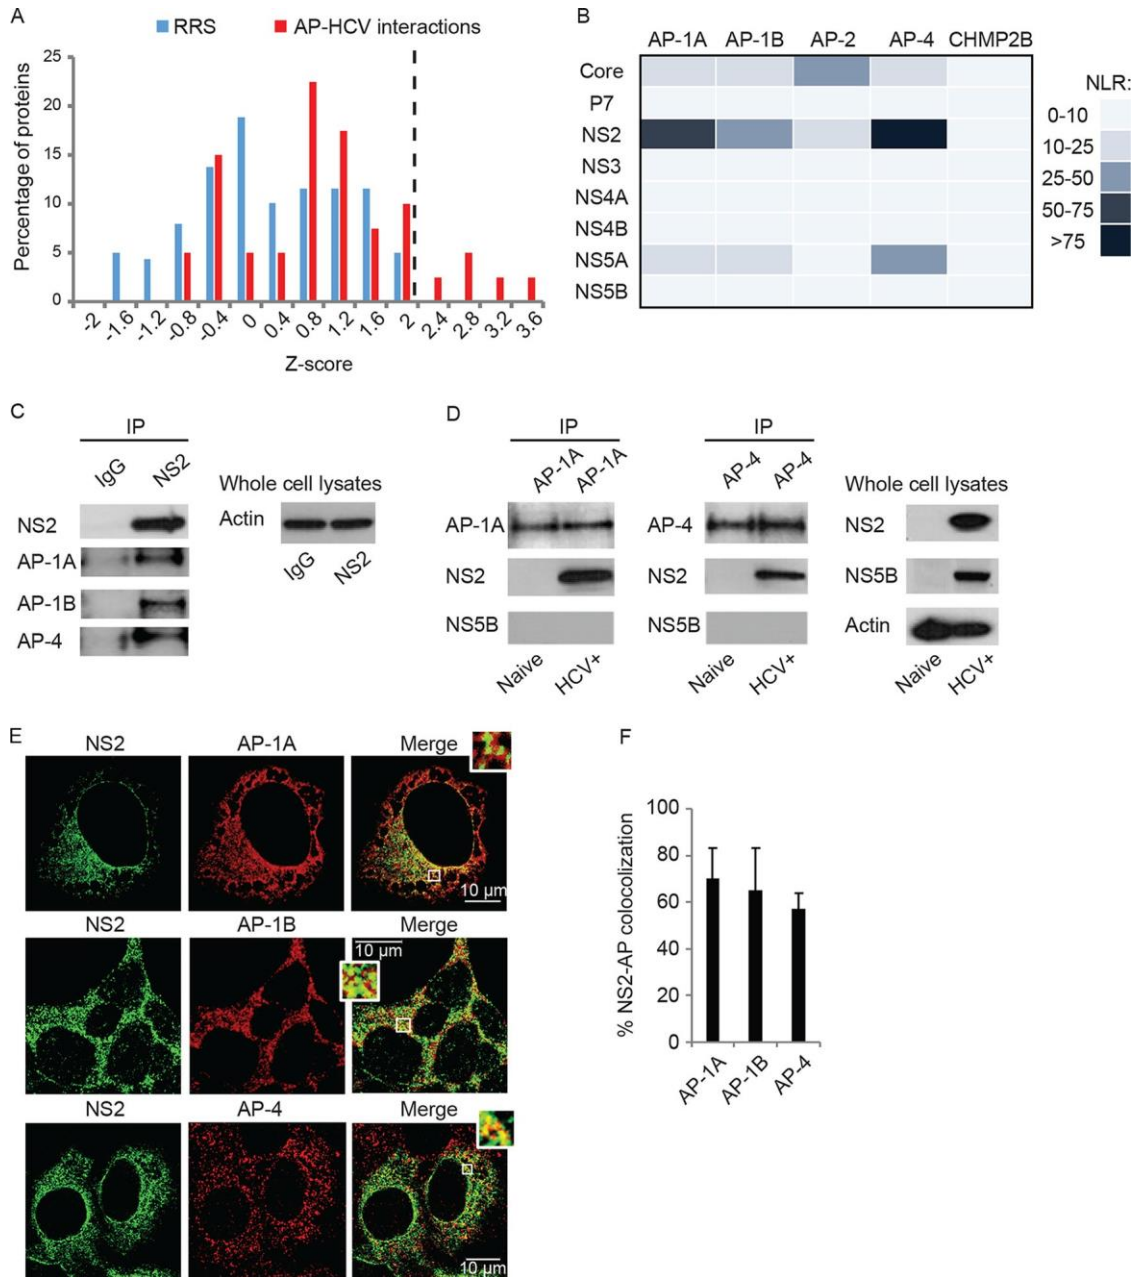 A
RRS AP-HCV interactions
Percentage of proteins
25
20
15
10
5
0
-2 -1.6 -1.2 -0.8 -0.4 0 0.4 0.8 1.2 1.6 2 2.4 2.8 3.2 3.6
Z-score
B
AP-1A AP-1B AP-2 AP-4 CHMP2B
Core
P7
NS2
NS3
NS4A
NS4B
NS5A
NS5B
NLR:
0-10
10-25
25-50
50-75
>75
C
IP
IgG NS2
NS2
AP-1A
AP-1B
AP-4
Whole cell lysates
Actin
IgG NS2
D
IP
AP-1A AP-1A
AP-1A
NS2
NS5B
Naive HCV+
IP
AP-4 AP-4
AP-4
NS2
NS5B
Naive HCV+
Whole cell lysates
NS2
NS5B
Actin
Naive HCV+
E
NS2 AP-1A Merge
10 µm
NS2 AP-1B Merge
10 µm
NS2 AP-4 Merge
10 µm
F
% NS2-AP colocolization
100
80
60
40
20
0
AP-1A AP-1B AP-4